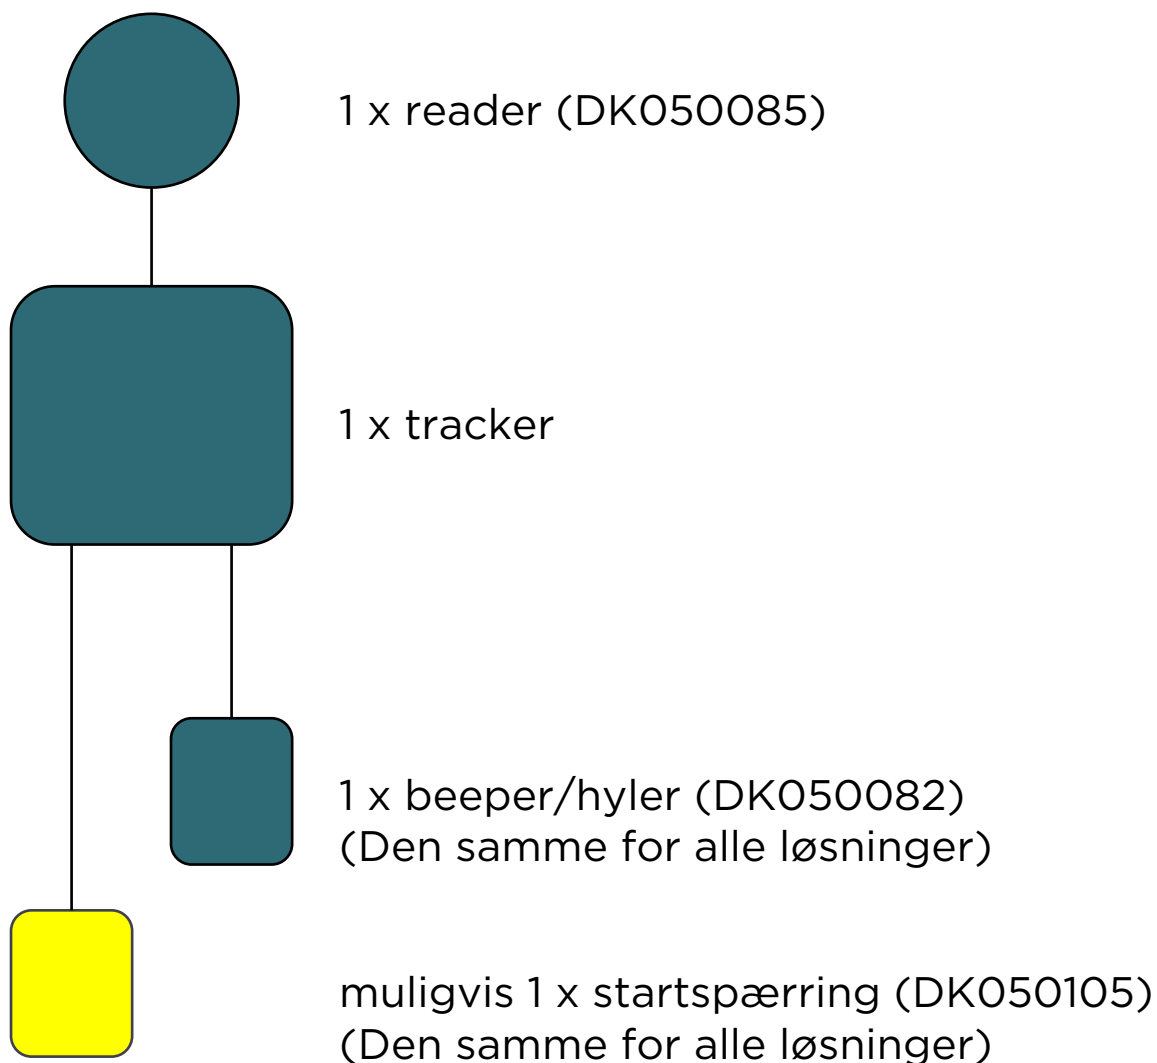 1 x reader (DK050085)
1 x tracker
1 x beeper/hyler (DK050082)
(Den samme for alle løsninger)
muligvis 1 x startspærring (DK050105)
(Den samme for alle løsninger)